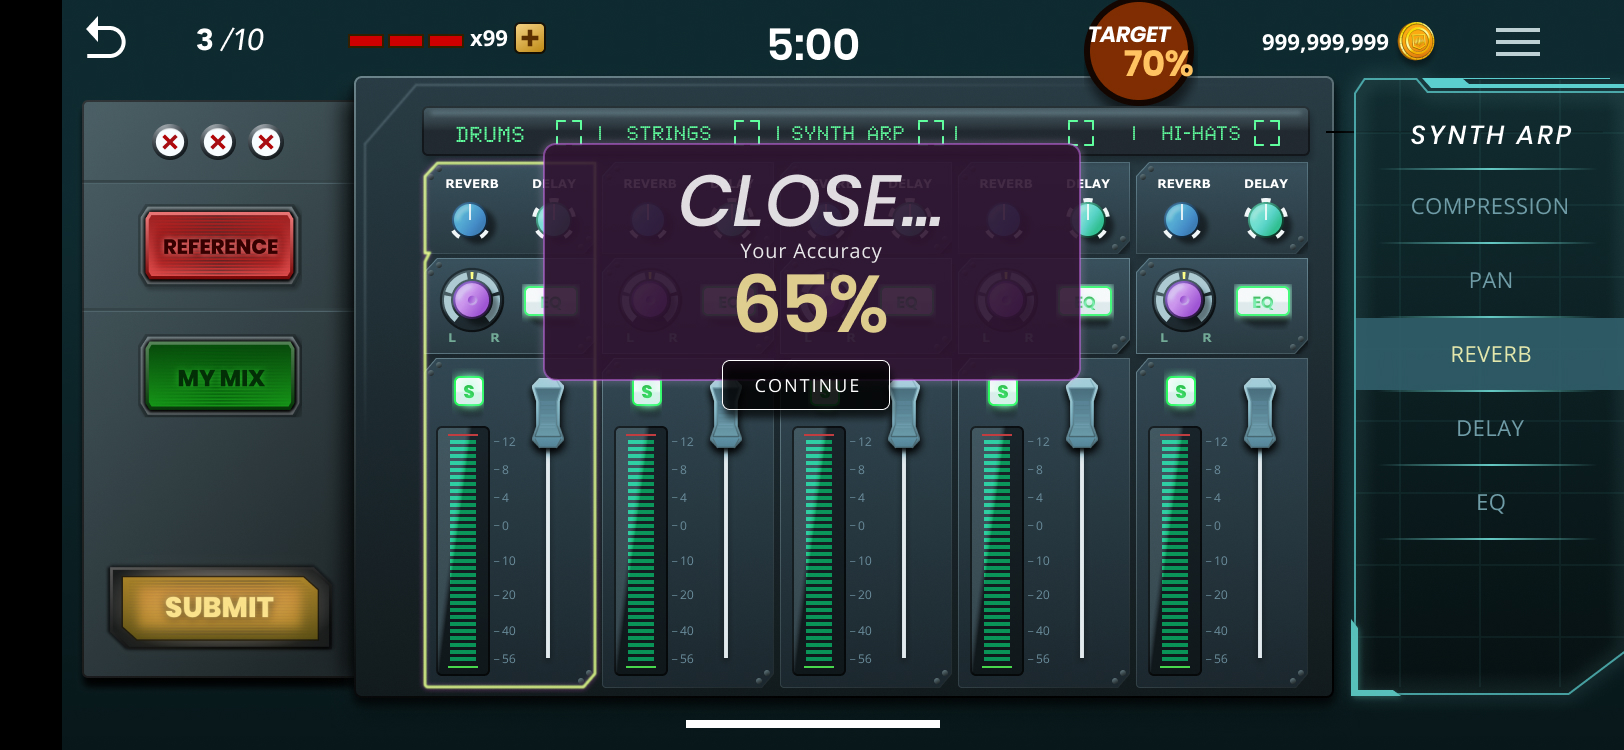 3 /10
x99
5:00
TARGET
70%
999,999,999
DRUMS
STRINGS
SYNTH ARP
HI-HATS
SYNTH ARP
COMPRESSION
PAN
REVERB
DELAY
EQ
REFERENCE
MY MIX
SUBMIT
CLOSE...
Your Accuracy
65%
CONTINUE
REVERB DELAY
REVERB
REVERB DELAY
REVERB DELAY
REVERB DELAY
L R EQ
EQ
EQ
EQ
L R EQ
S S S S S
12 12 12 12 12
8 8 8 8 8
4 4 4 4 4
0 0 0 0 0
10 10 10 10 10
20 20 20 20 20
40 40 40 40 40
56 56 56 56 56